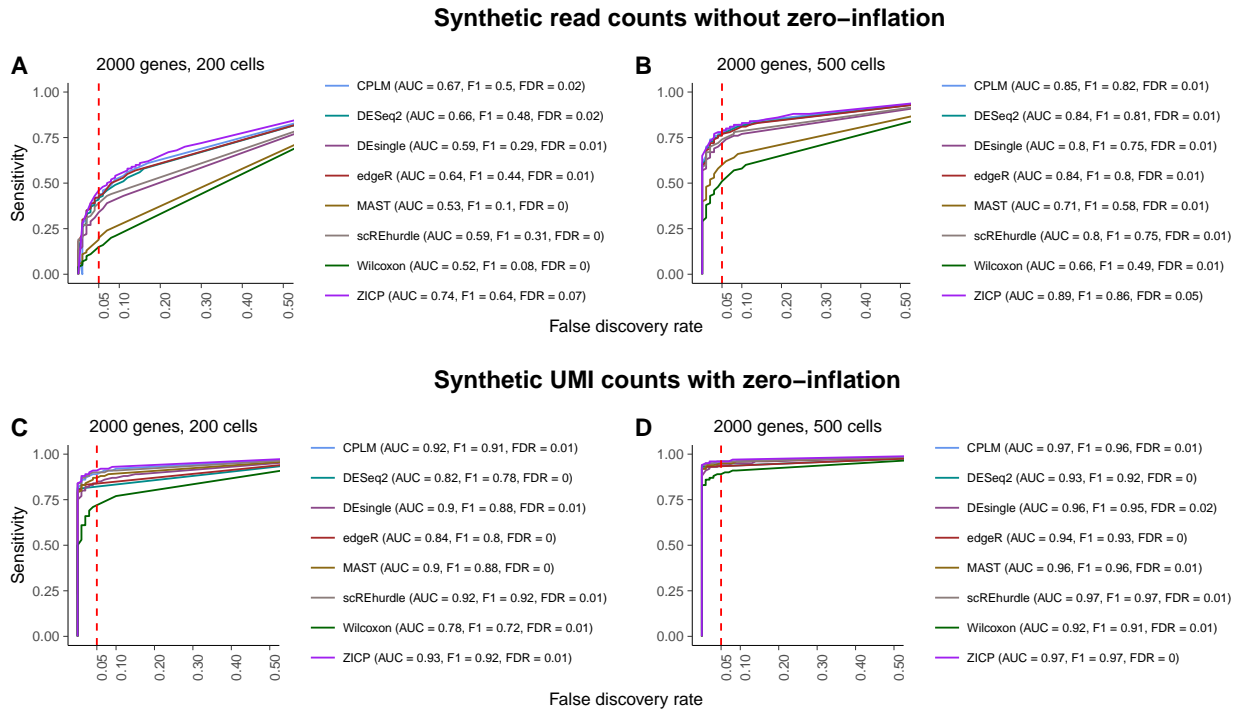 Synthetic read counts without zero−inflation
A
2000 genes, 200 cells
Sensitivity
1.00
0.75
0.50
0.25
0.00
0.05
0.10
0.20
0.30
0.40
0.50
CPLM (AUC = 0.67, F1 = 0.5, FDR = 0.02)
DESeq2 (AUC = 0.66, F1 = 0.48, FDR = 0.02)
DEsingle (AUC = 0.59, F1 = 0.29, FDR = 0.01)
edgeR (AUC = 0.64, F1 = 0.44, FDR = 0.01)
MAST (AUC = 0.53, F1 = 0.1, FDR = 0)
scREhurdle (AUC = 0.59, F1 = 0.31, FDR = 0)
Wilcoxon (AUC = 0.52, F1 = 0.08, FDR = 0)
ZICP (AUC = 0.74, F1 = 0.64, FDR = 0.07)
B
2000 genes, 500 cells
1.00
0.75
0.50
0.25
0.00
0.05
0.10
0.20
0.30
0.40
0.50
CPLM (AUC = 0.85, F1 = 0.82, FDR = 0.01)
DESeq2 (AUC = 0.84, F1 = 0.81, FDR = 0.01)
DEsingle (AUC = 0.8, F1 = 0.75, FDR = 0.01)
edgeR (AUC = 0.84, F1 = 0.8, FDR = 0.01)
MAST (AUC = 0.71, F1 = 0.58, FDR = 0.01)
scREhurdle (AUC = 0.8, F1 = 0.75, FDR = 0.01)
Wilcoxon (AUC = 0.66, F1 = 0.49, FDR = 0.01)
ZICP (AUC = 0.89, F1 = 0.86, FDR = 0.05)
False discovery rate
Synthetic UMI counts with zero−inflation
C
2000 genes, 200 cells
Sensitivity
1.00
0.75
0.50
0.25
0.00
0.05
0.10
0.20
0.30
0.40
0.50
CPLM (AUC = 0.92, F1 = 0.91, FDR = 0.01)
DESeq2 (AUC = 0.82, F1 = 0.78, FDR = 0)
DEsingle (AUC = 0.9, F1 = 0.88, FDR = 0.01)
edgeR (AUC = 0.84, F1 = 0.8, FDR = 0)
MAST (AUC = 0.9, F1 = 0.88, FDR = 0)
scREhurdle (AUC = 0.92, F1 = 0.92, FDR = 0.01)
Wilcoxon (AUC = 0.78, F1 = 0.72, FDR = 0.01)
ZICP (AUC = 0.93, F1 = 0.92, FDR = 0.01)
D
2000 genes, 500 cells
1.00
0.75
0.50
0.25
0.00
0.05
0.10
0.20
0.30
0.40
0.50
CPLM (AUC = 0.97, F1 = 0.96, FDR = 0.01)
DESeq2 (AUC = 0.93, F1 = 0.92, FDR = 0)
DEsingle (AUC = 0.96, F1 = 0.95, FDR = 0.02)
edgeR (AUC = 0.94, F1 = 0.93, FDR = 0)
MAST (AUC = 0.96, F1 = 0.96, FDR = 0.01)
scREhurdle (AUC = 0.97, F1 = 0.97, FDR = 0.01)
Wilcoxon (AUC = 0.92, F1 = 0.91, FDR = 0.01)
ZICP (AUC = 0.97, F1 = 0.97, FDR = 0)
False discovery rate